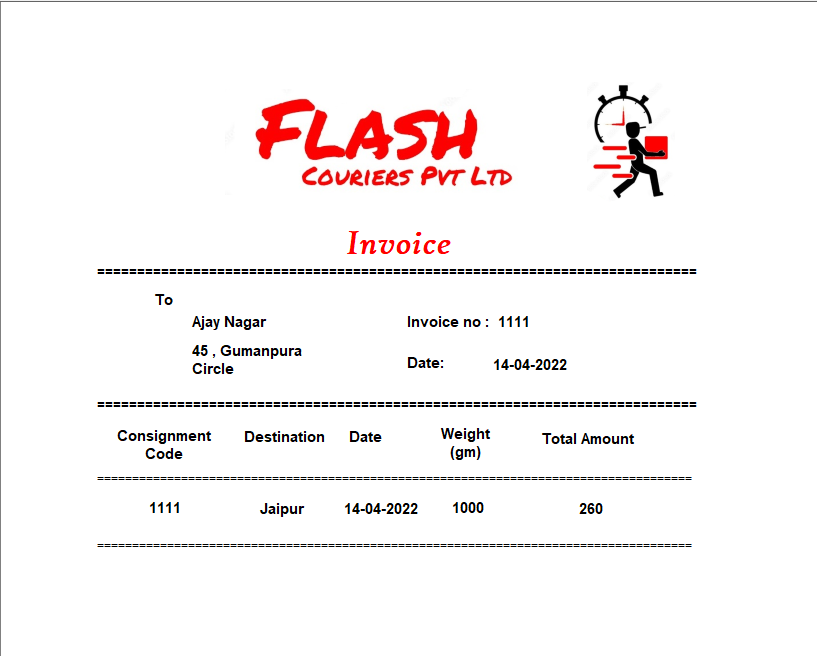 FLASH
COURIERS PVT LTD
Invoice
===========================================================================
To
Ajay Nagar Invoice no : 1111
45 , Gumanpura
Circle
Date: 14-04-2022
===========================================================================
Consignment Code Destination Date Weight (gm) Total Amount
===========================================================================
1111 Jaipur 14-04-2022 1000 260
===========================================================================